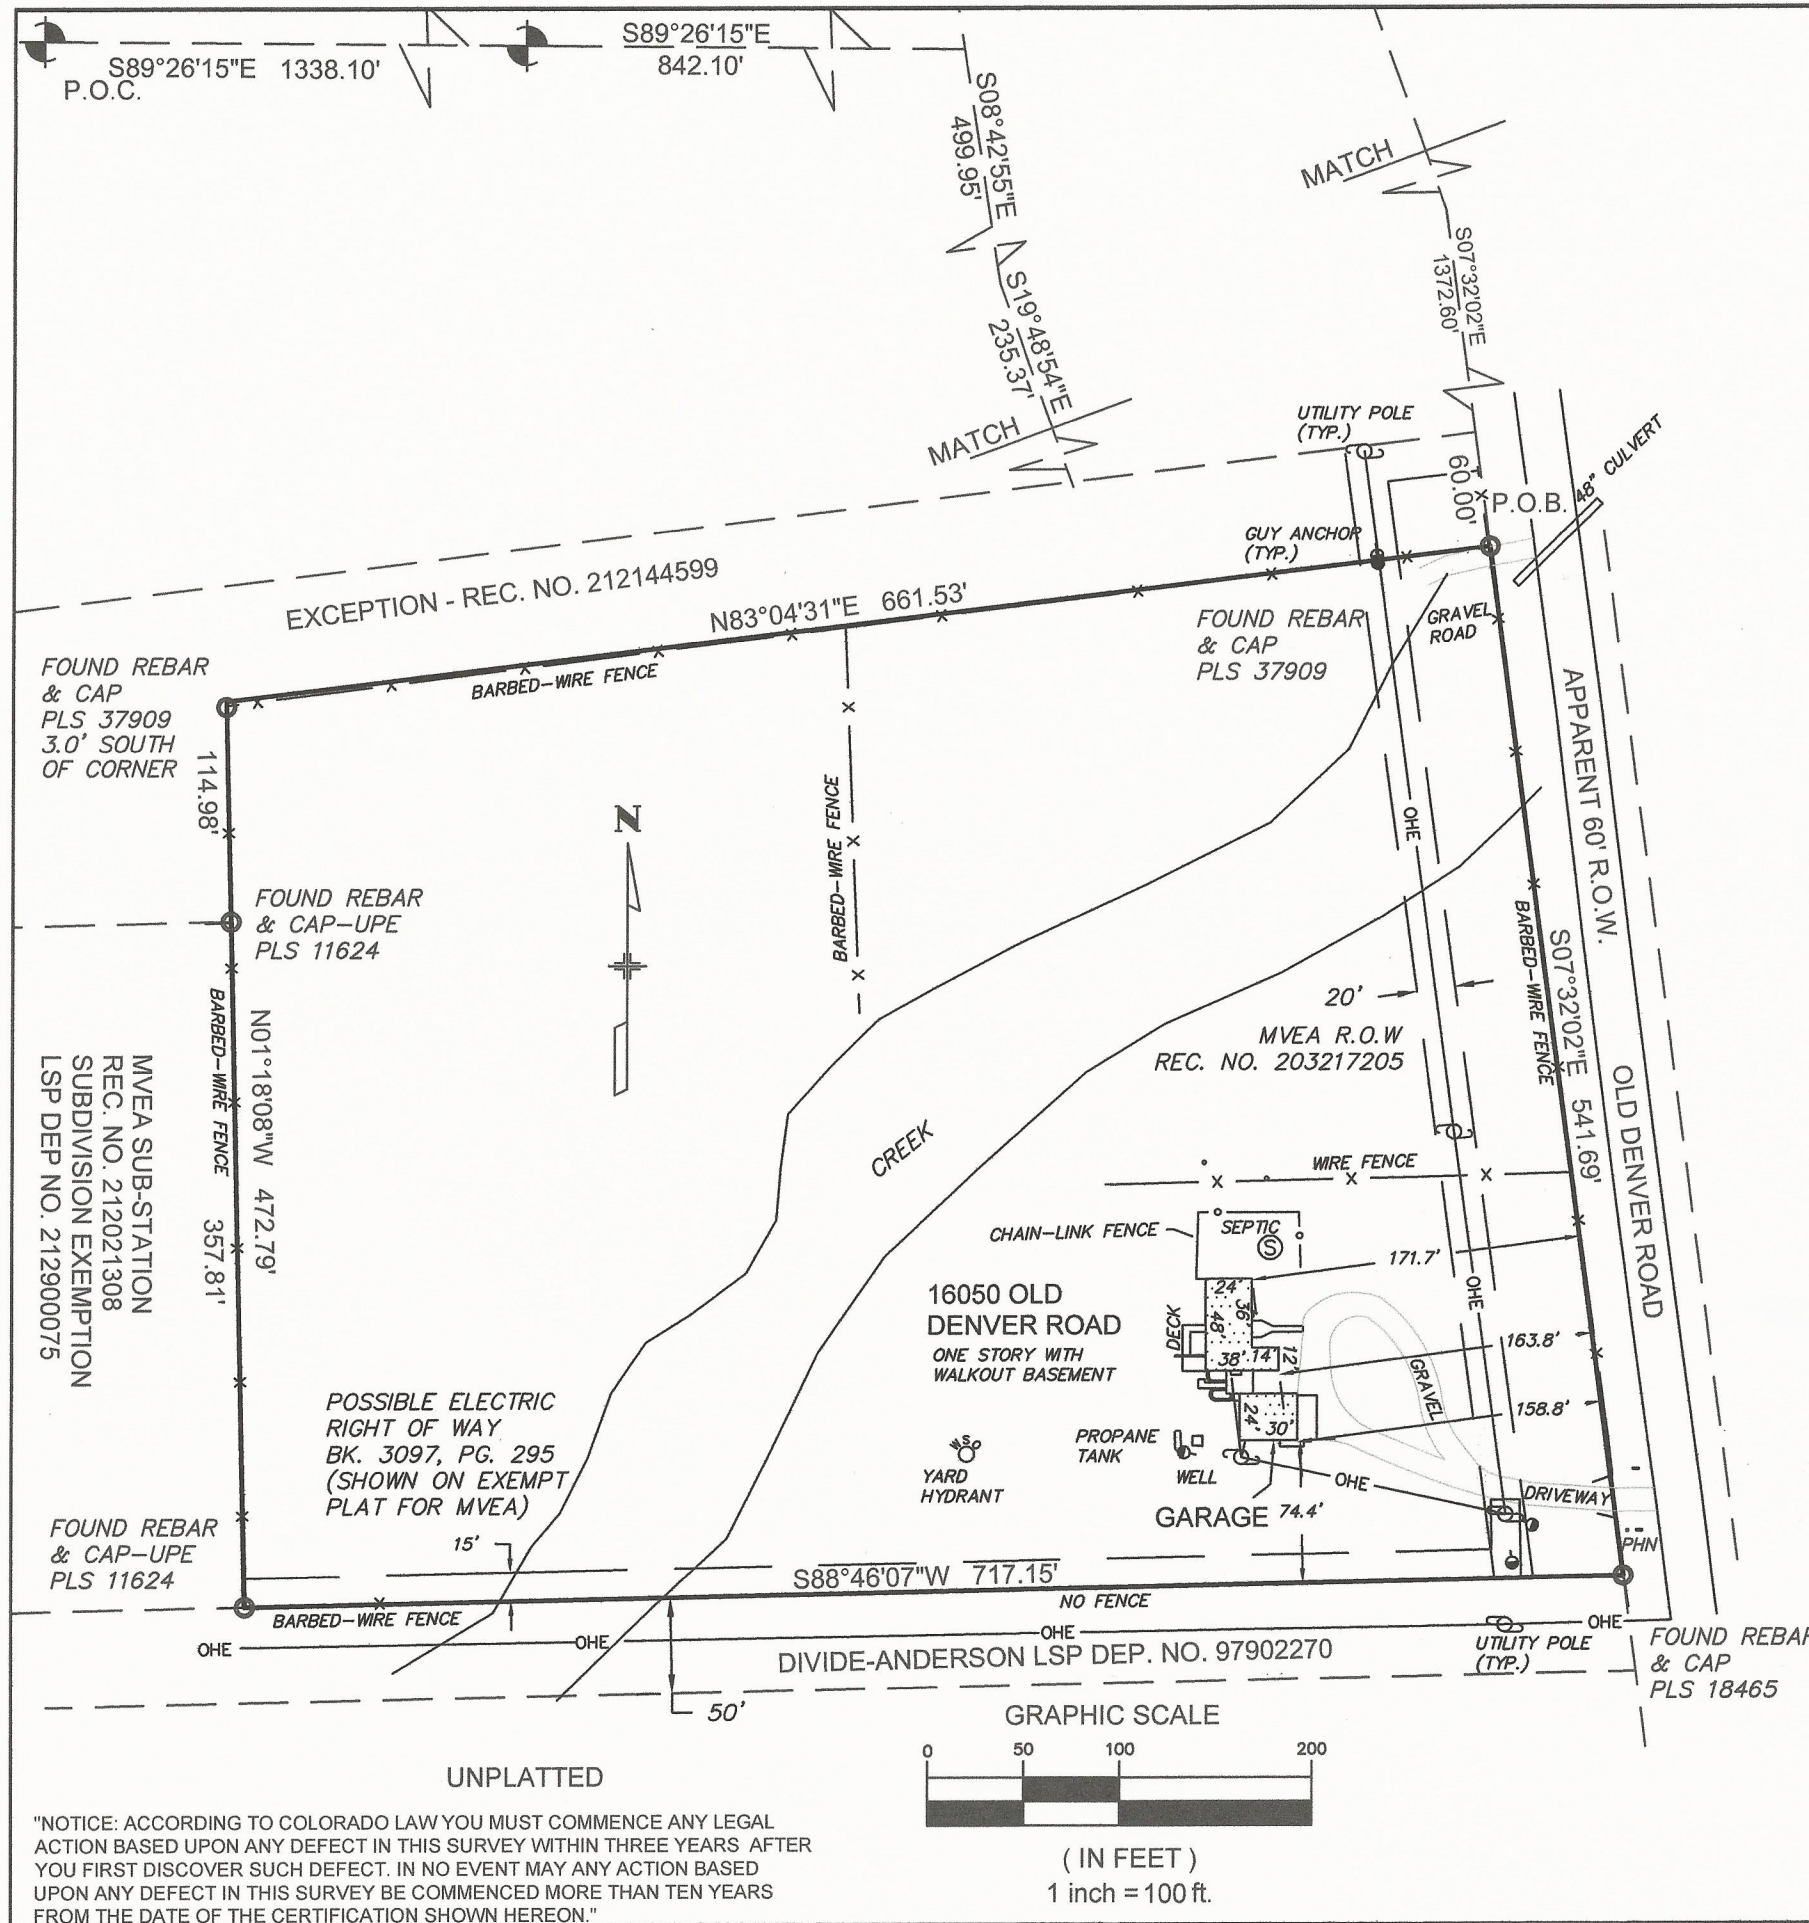 S89°26'15"E 1338.10'
P.O.C.
S89°26'15"E
842.10'
S08°42'55"E
499.95'
S19°48'54"E
235.37'
MATCH
MATCH
S07°32'02"E
1372.60'
UTILITY POLE
(TYP.)
60.00'
P.O.B.
48" CULVERT
GUY ANCHOR
(TYP.)
EXCEPTION - REC. NO. 212144599
N83°04'31"E 661.53'
BARBED-WIRE FENCE
FOUND REBAR
& CAP
PLS 37909
GRAVEL
ROAD
FOUND REBAR
& CAP
PLS 37909
3.0' SOUTH
OF CORNER
114.98'
N
BARBED-WIRE FENCE
OHE
APPARENT 60' R.O.W.
FOUND REBAR
& CAP-UPE
PLS 11624
BARBED-WIRE FENCE
S07°32'02"E 541.69'
20'
MVEA R.O.W
REC. NO. 203217205
BARBED-WIRE FENCE
N01°18'08"W 472.79'
357.81'
MVEA SUB-STATION
REC. NO. 212021308
SUBDIVISION EXEMPTION
LSP DEP NO. 212900075
OLD DENVER ROAD
CREEK
WIRE FENCE
CHAIN-LINK FENCE
SEPTIC
S
171.7'
OHE
16050 OLD
DENVER ROAD
ONE STORY WITH
WALKOUT BASEMENT
DECK
24'
36'
48'
38'
14'
12'
163.8'
GRAVEL
24'
30'
158.8'
POSSIBLE ELECTRIC
RIGHT OF WAY
BK. 3097, PG. 295
(SHOWN ON EXEMPT
PLAT FOR MVEA)
PROPANE
TANK
WELL
WSO
YARD
HYDRANT
OHE
DRIVEWAY
GARAGE 74.4'
PHN
FOUND REBAR
& CAP-UPE
PLS 11624
15'
S88°46'07"W 717.15'
NO FENCE
BARBED-WIRE FENCE
OHE
OHE
OHE
OHE
UTILITY POLE
(TYP.)
DIVIDE-ANDERSON LSP DEP. NO. 97902270
FOUND REBAR
& CAP
PLS 18465
50'
GRAPHIC SCALE
0 50 100 200
( IN FEET )
1 inch = 100 ft.
UNPLATTED
"NOTICE: ACCORDING TO COLORADO LAW YOU MUST COMMENCE ANY LEGAL
ACTION BASED UPON ANY DEFECT IN THIS SURVEY WITHIN THREE YEARS AFTER
YOU FIRST DISCOVER SUCH DEFECT. IN NO EVENT MAY ANY ACTION BASED
UPON ANY DEFECT IN THIS SURVEY BE COMMENCED MORE THAN TEN YEARS
FROM THE DATE OF THE CERTIFICATION SHOWN HEREON."